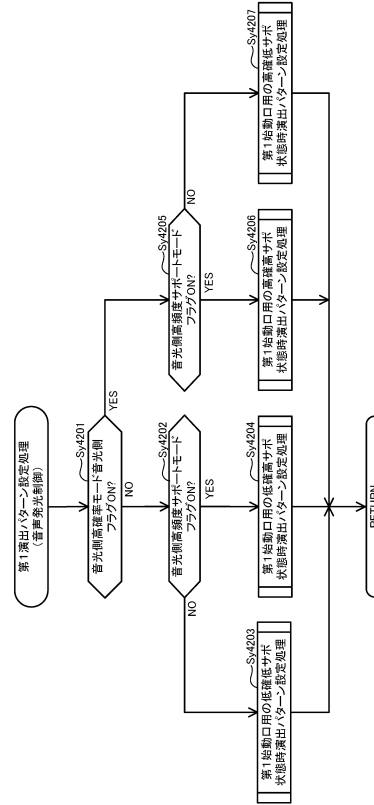 第1演出パターン設定処理
(音声発光制御)
Sy4201
音光側高確率モード音光側
フラグON?
YES
NO
Sy4202
音光側高頻度サポートモード
フラグON?
NO
YES
Sy4205
音光側高頻度サポートモード
フラグON?
NO
YES
Sy4203
第1始動口用の低確低サポ
状態時演出パターン設定処理
Sy4204
第1始動口用の低確高サポ
状態時演出パターン設定処理
Sy4206
第1始動口用の高確高サポ
状態時演出パターン設定処理
Sy4207
第1始動口用の高確低サポ
状態時演出パターン設定処理
RETURN